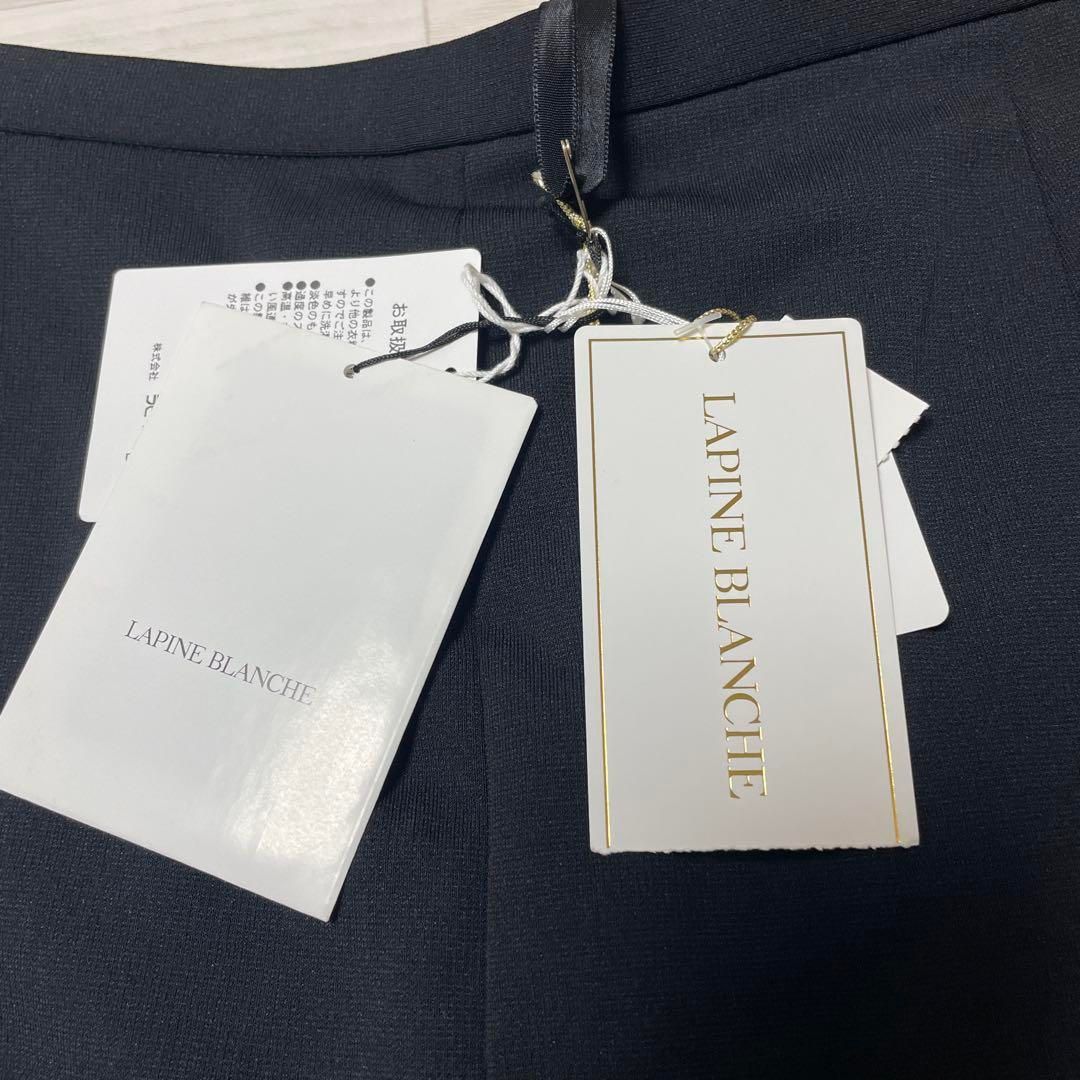 お取扱
●この製品は、
より他の衣
すのでご注
早めに洗
●淡色のも
●過度の
●高温・
い風通
●この
株式会社
LAPINE BLANCHE
LAPINE BLANCHE